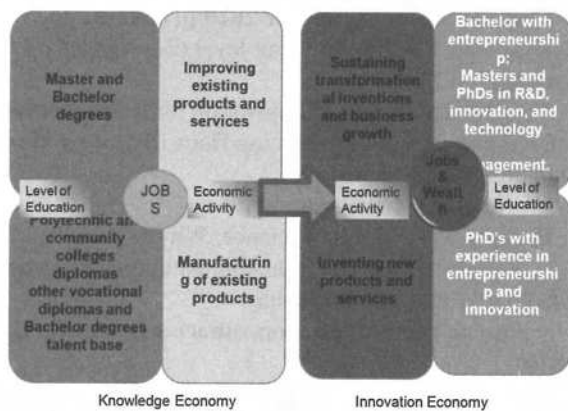 Master and
Bachelor
degrees
Improving
existing
products and
services
Level of
Education
JOB
S
Economic
Activity
Polytechnic an
community
colleges
diplomas
other vocational
diplomas and
Bachelor degrees
talent base
Manufacturin
g of existing
products
Knowledge Economy
Sustaining
transformation
al inventions
and business
growth
Bachelor with
entrepreneurshi
p;
Masters and
PhDs in R&D,
innovation, and
technology
nagement.
Economic
Activity
Jobs
&
Wealt
h
Level of
Education
Inventing new
products and
services
PhD's with
experience in
entrepreneurshi
p and
innovation
Innovation Economy